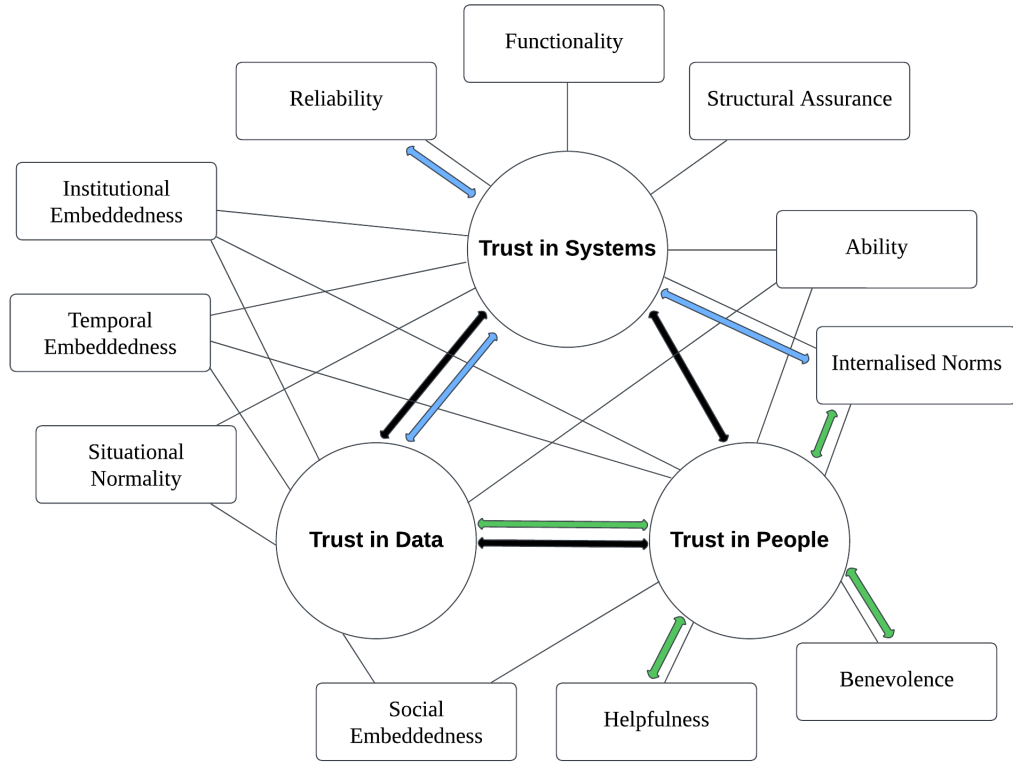 Functionality
Reliability
Structural Assurance
Institutional
Embeddedness
Trust in Systems
Ability
Temporal
Embeddedness
Internalised Norms
Situational
Normality
Trust in Data
Trust in People
Benevolence
Social
Embeddedness
Helpfulness